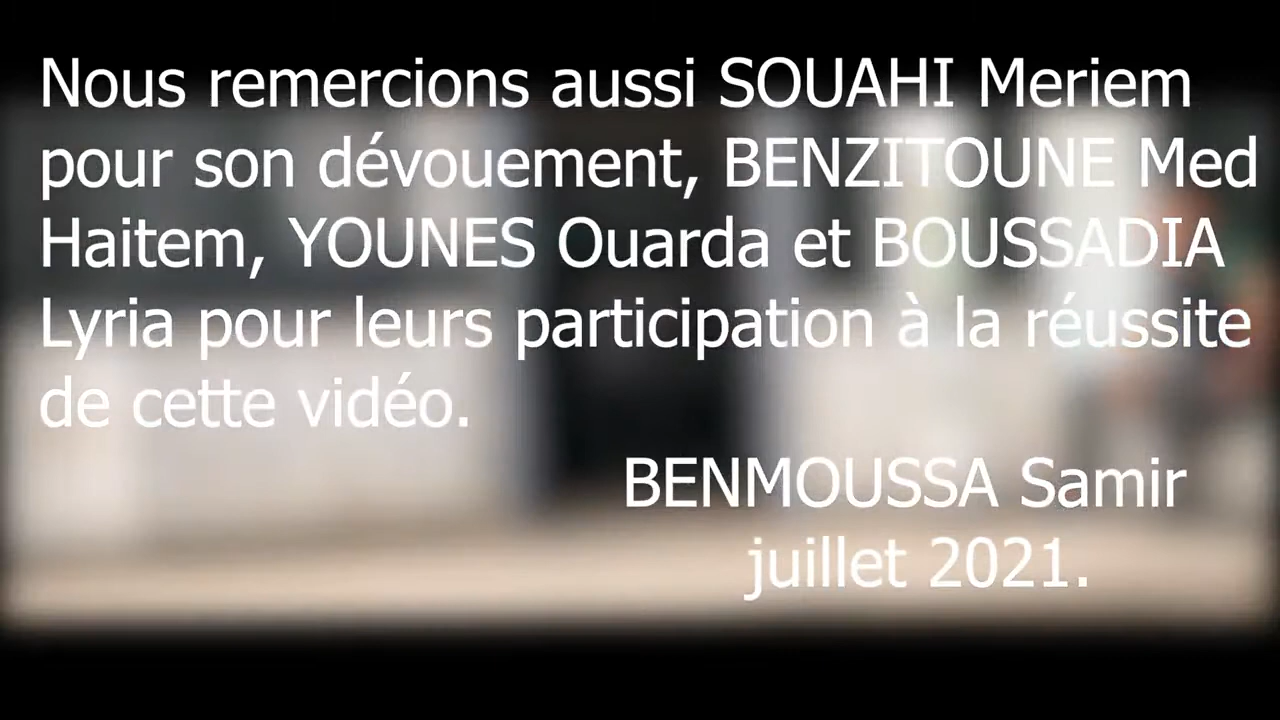 Nous remercions aussi SOUAHI Meriem
pour son dévouement, BENZITOUNE Med
Haitem, YOUNES Ouarda et BOUSSADIA
Lyria pour leurs participation à la réussite
de cette vidéo.
BENMOUSSA Samir
juillet 2021.